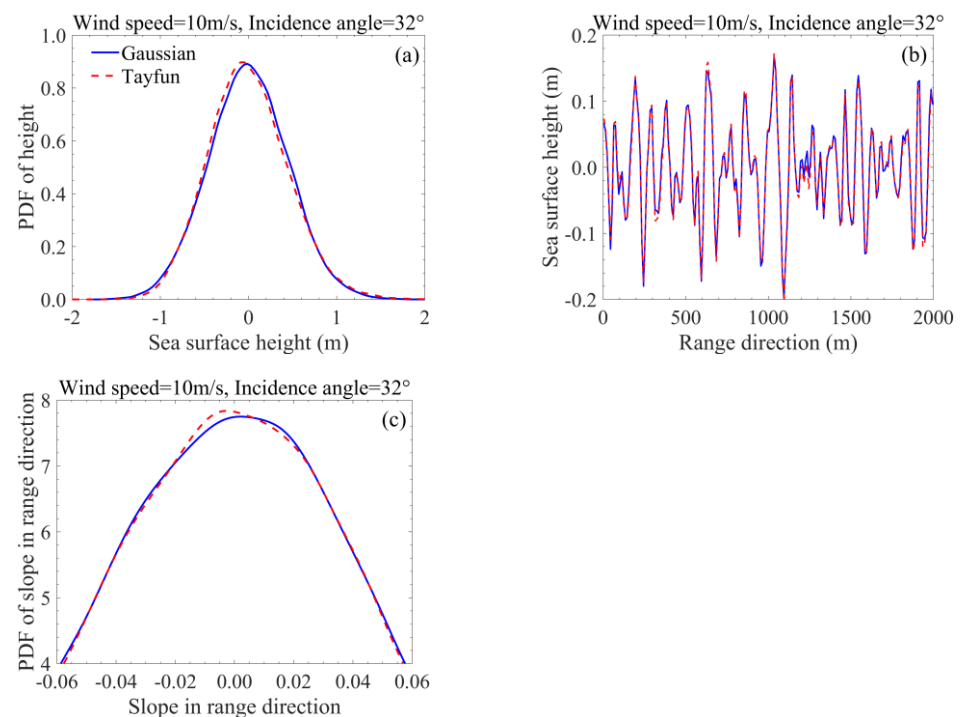 Wind speed=10m/s, Incidence angle=32°
1.0
0.8
0.6
0.4
0.2
0.0
PDF of height
Gaussian
Tayfun
(a)
-2 -1 0 1 2
Sea surface height (m)
Wind speed=10m/s, Incidence angle=32°
0.2
0.1
0.0
-0.1
-0.2
Sea surface height (m)
(b)
0 500 1000 1500 2000
Range direction (m)
Wind speed=10m/s, Incidence angle=32°
8
7
6
5
4
PDF of slope in range direction
(c)
-0.06 -0.04 -0.02 0.00 0.02 0.04 0.06
Slope in range direction